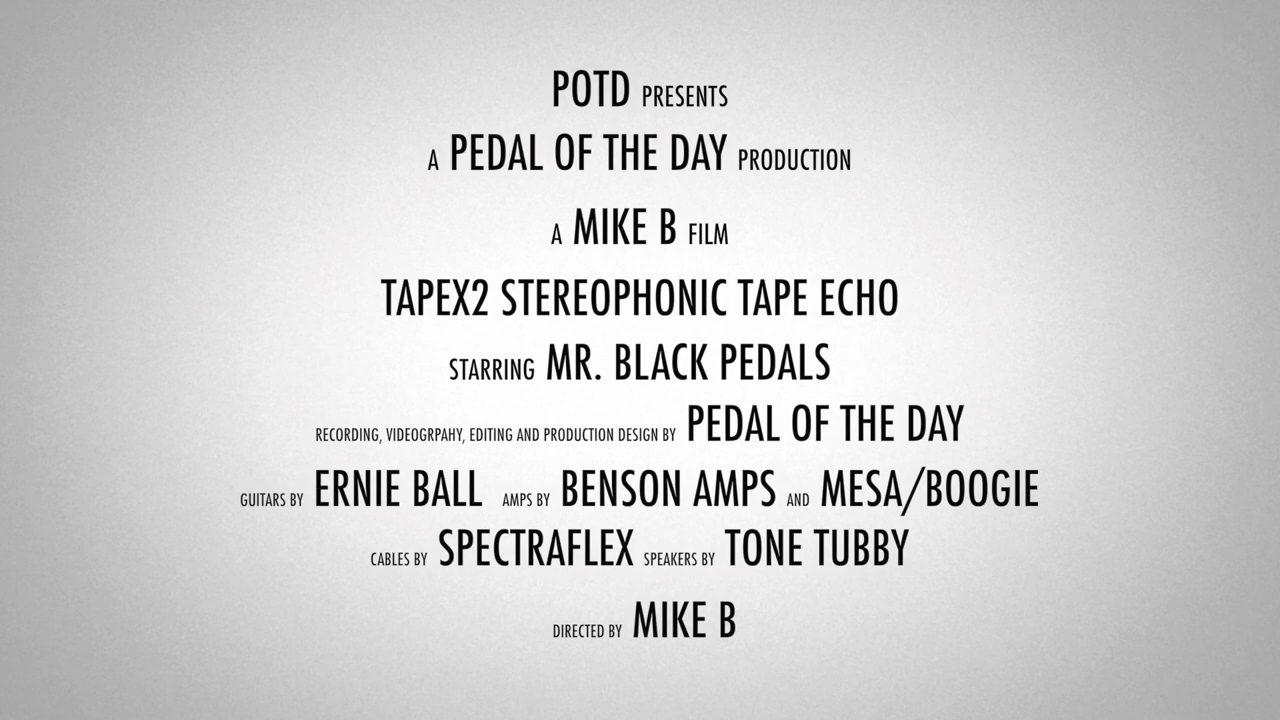 POTD PRESENTS
A PEDAL OF THE DAY PRODUCTION
A MIKE B FILM
TAPEX2 STEREOPHONIC TAPE ECHO
STARRING MR. BLACK PEDALS
RECORDING, VIDEOGRPAHY, EDITING AND PRODUCTION DESIGN BY PEDAL OF THE DAY
GUITARS BY ERNIE BALL AMPS BY BENSON AMPS AND MESA/BOOGIE
CABLES BY SPECTRAFLEX SPEAKERS BY TONE TUBBY
DIRECTED BY MIKE B